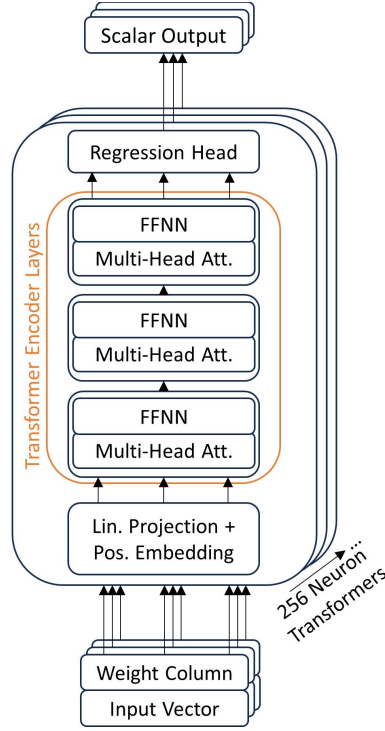 Scalar Output
Regression Head
Transformer Encoder Layers
FFNN
Multi-Head Att.
FFNN
Multi-Head Att.
FFNN
Multi-Head Att.
Lin. Projection +
Pos. Embedding
...
256 Neuron
Transformers
Weight Column
Input Vector